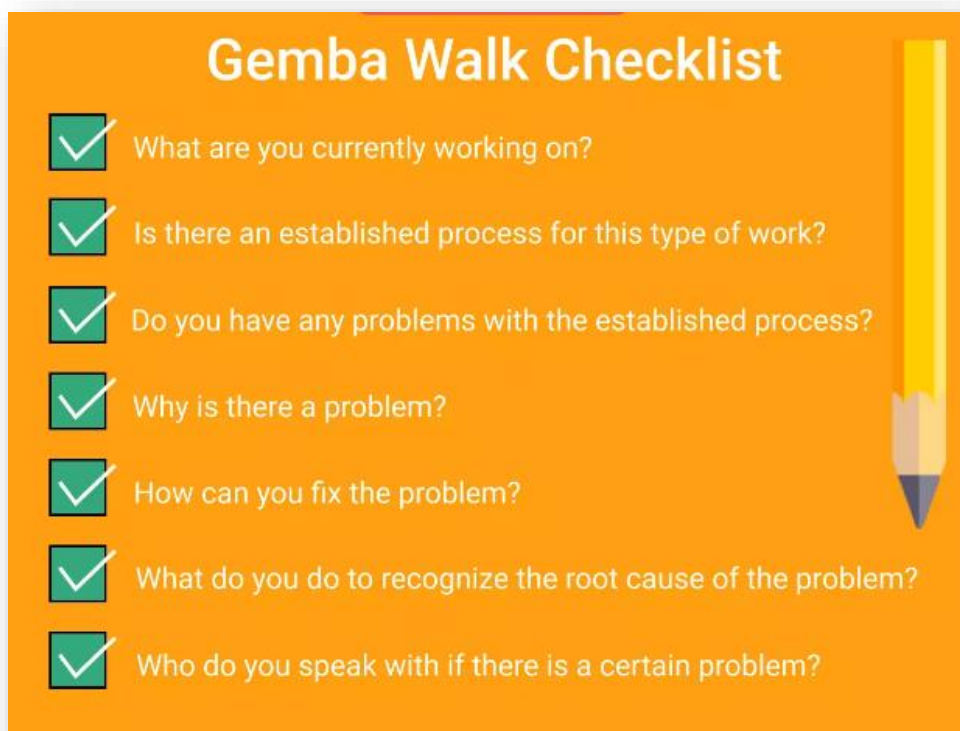 Gemba Walk Checklist
What are you currently working on?
Is there an established process for this type of work?
Do you have any problems with the established process?
Why is there a problem?
How can you fix the problem?
What do you do to recognize the root cause of the problem?
Who do you speak with if there is a certain problem?